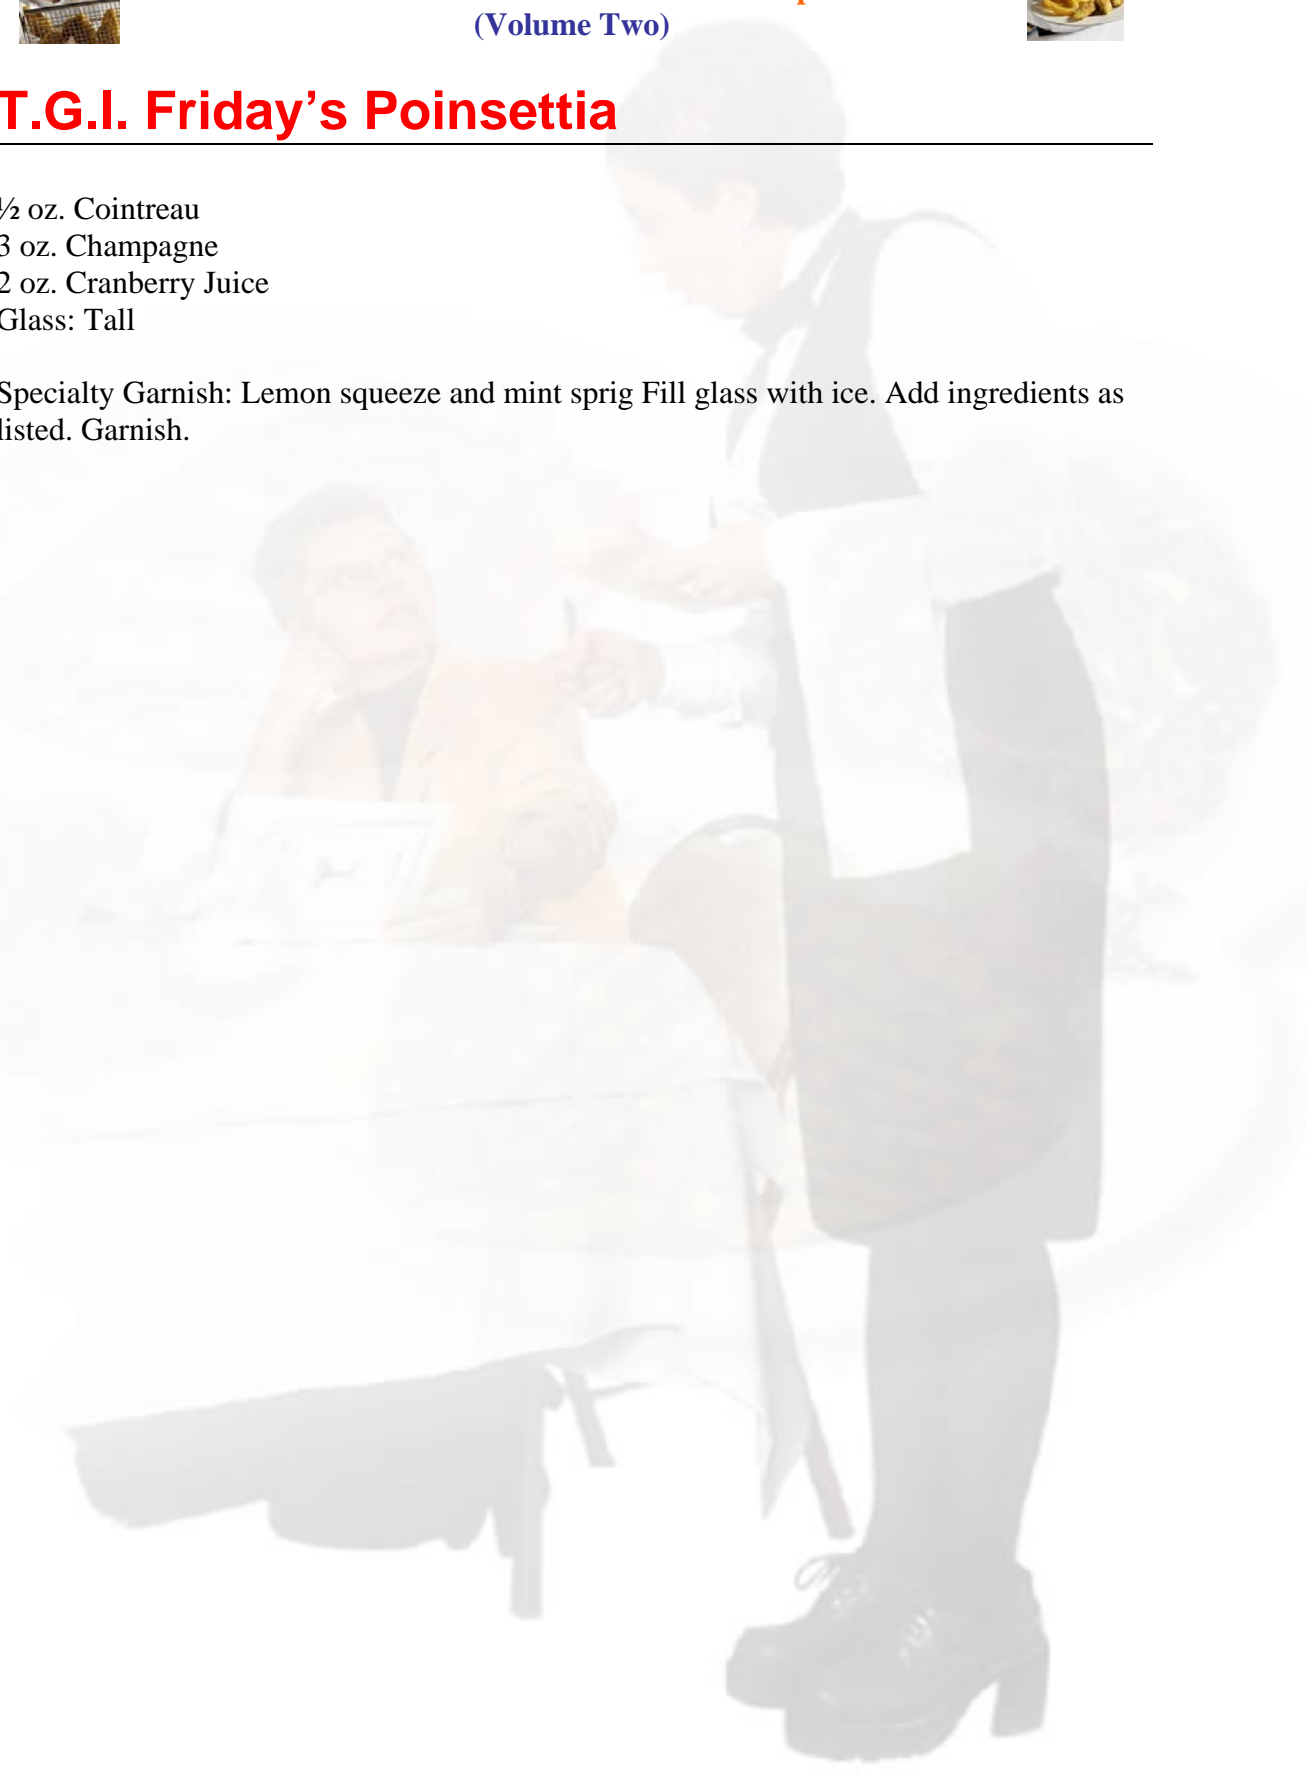 (Volume Two)
T.G.I. Friday’s Poinsettia
½ oz. Cointreau
3 oz. Champagne
2 oz. Cranberry Juice
Glass: Tall
Specialty Garnish: Lemon squeeze and mint sprig Fill glass with ice. Add ingredients as
listed. Garnish.